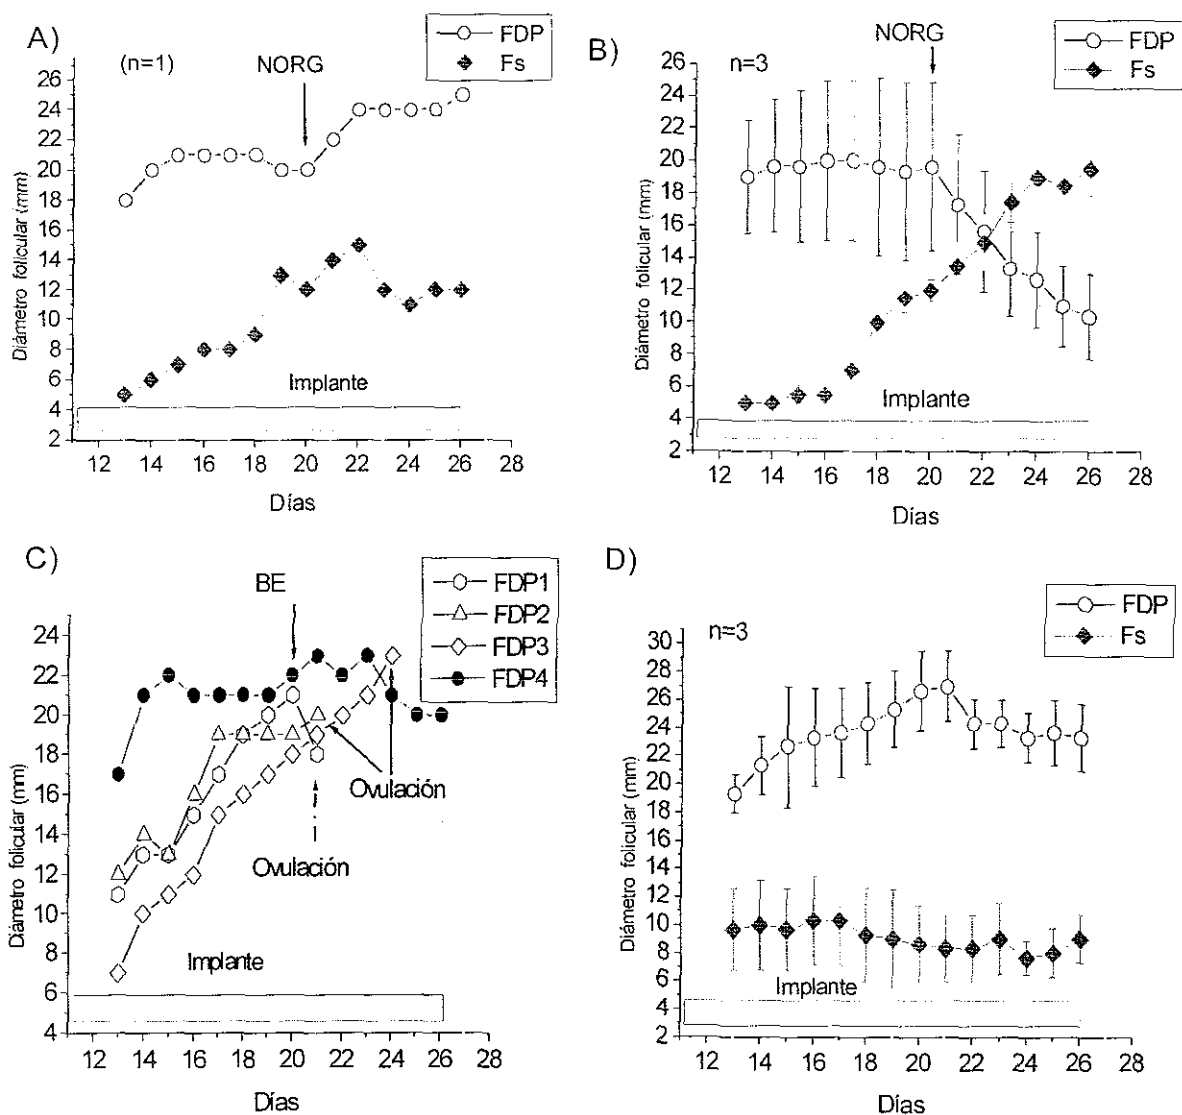 A)
(n=1)
NORG
FDP
Fs
26
24
22
20
18
16
14
12
10
8
6
4
2
Diámetro folicular (mm)
Implante
12 14 16 18 20 22 24 26 28
Días
B)
n=3
NORG
FDP
Fs
26
24
22
20
18
16
14
12
10
8
6
4
2
Diámetro folicular (mm)
Implante
12 14 16 18 20 22 24 26 28
Días
C)
BE
FDP1
FDP2
FDP3
FDP4
24
22
20
18
16
14
12
10
8
6
4
Diámetro folicular (mm)
Ovulación
Ovulación
Implante
12 14 16 18 20 22 24 26 28
Días
D)
n=3
FDP
Fs
30
28
26
24
22
20
18
16
14
12
10
8
6
4
2
Diámetro folicular (mm)
Implante
12 14 16 18 20 22 24 26 28
Días